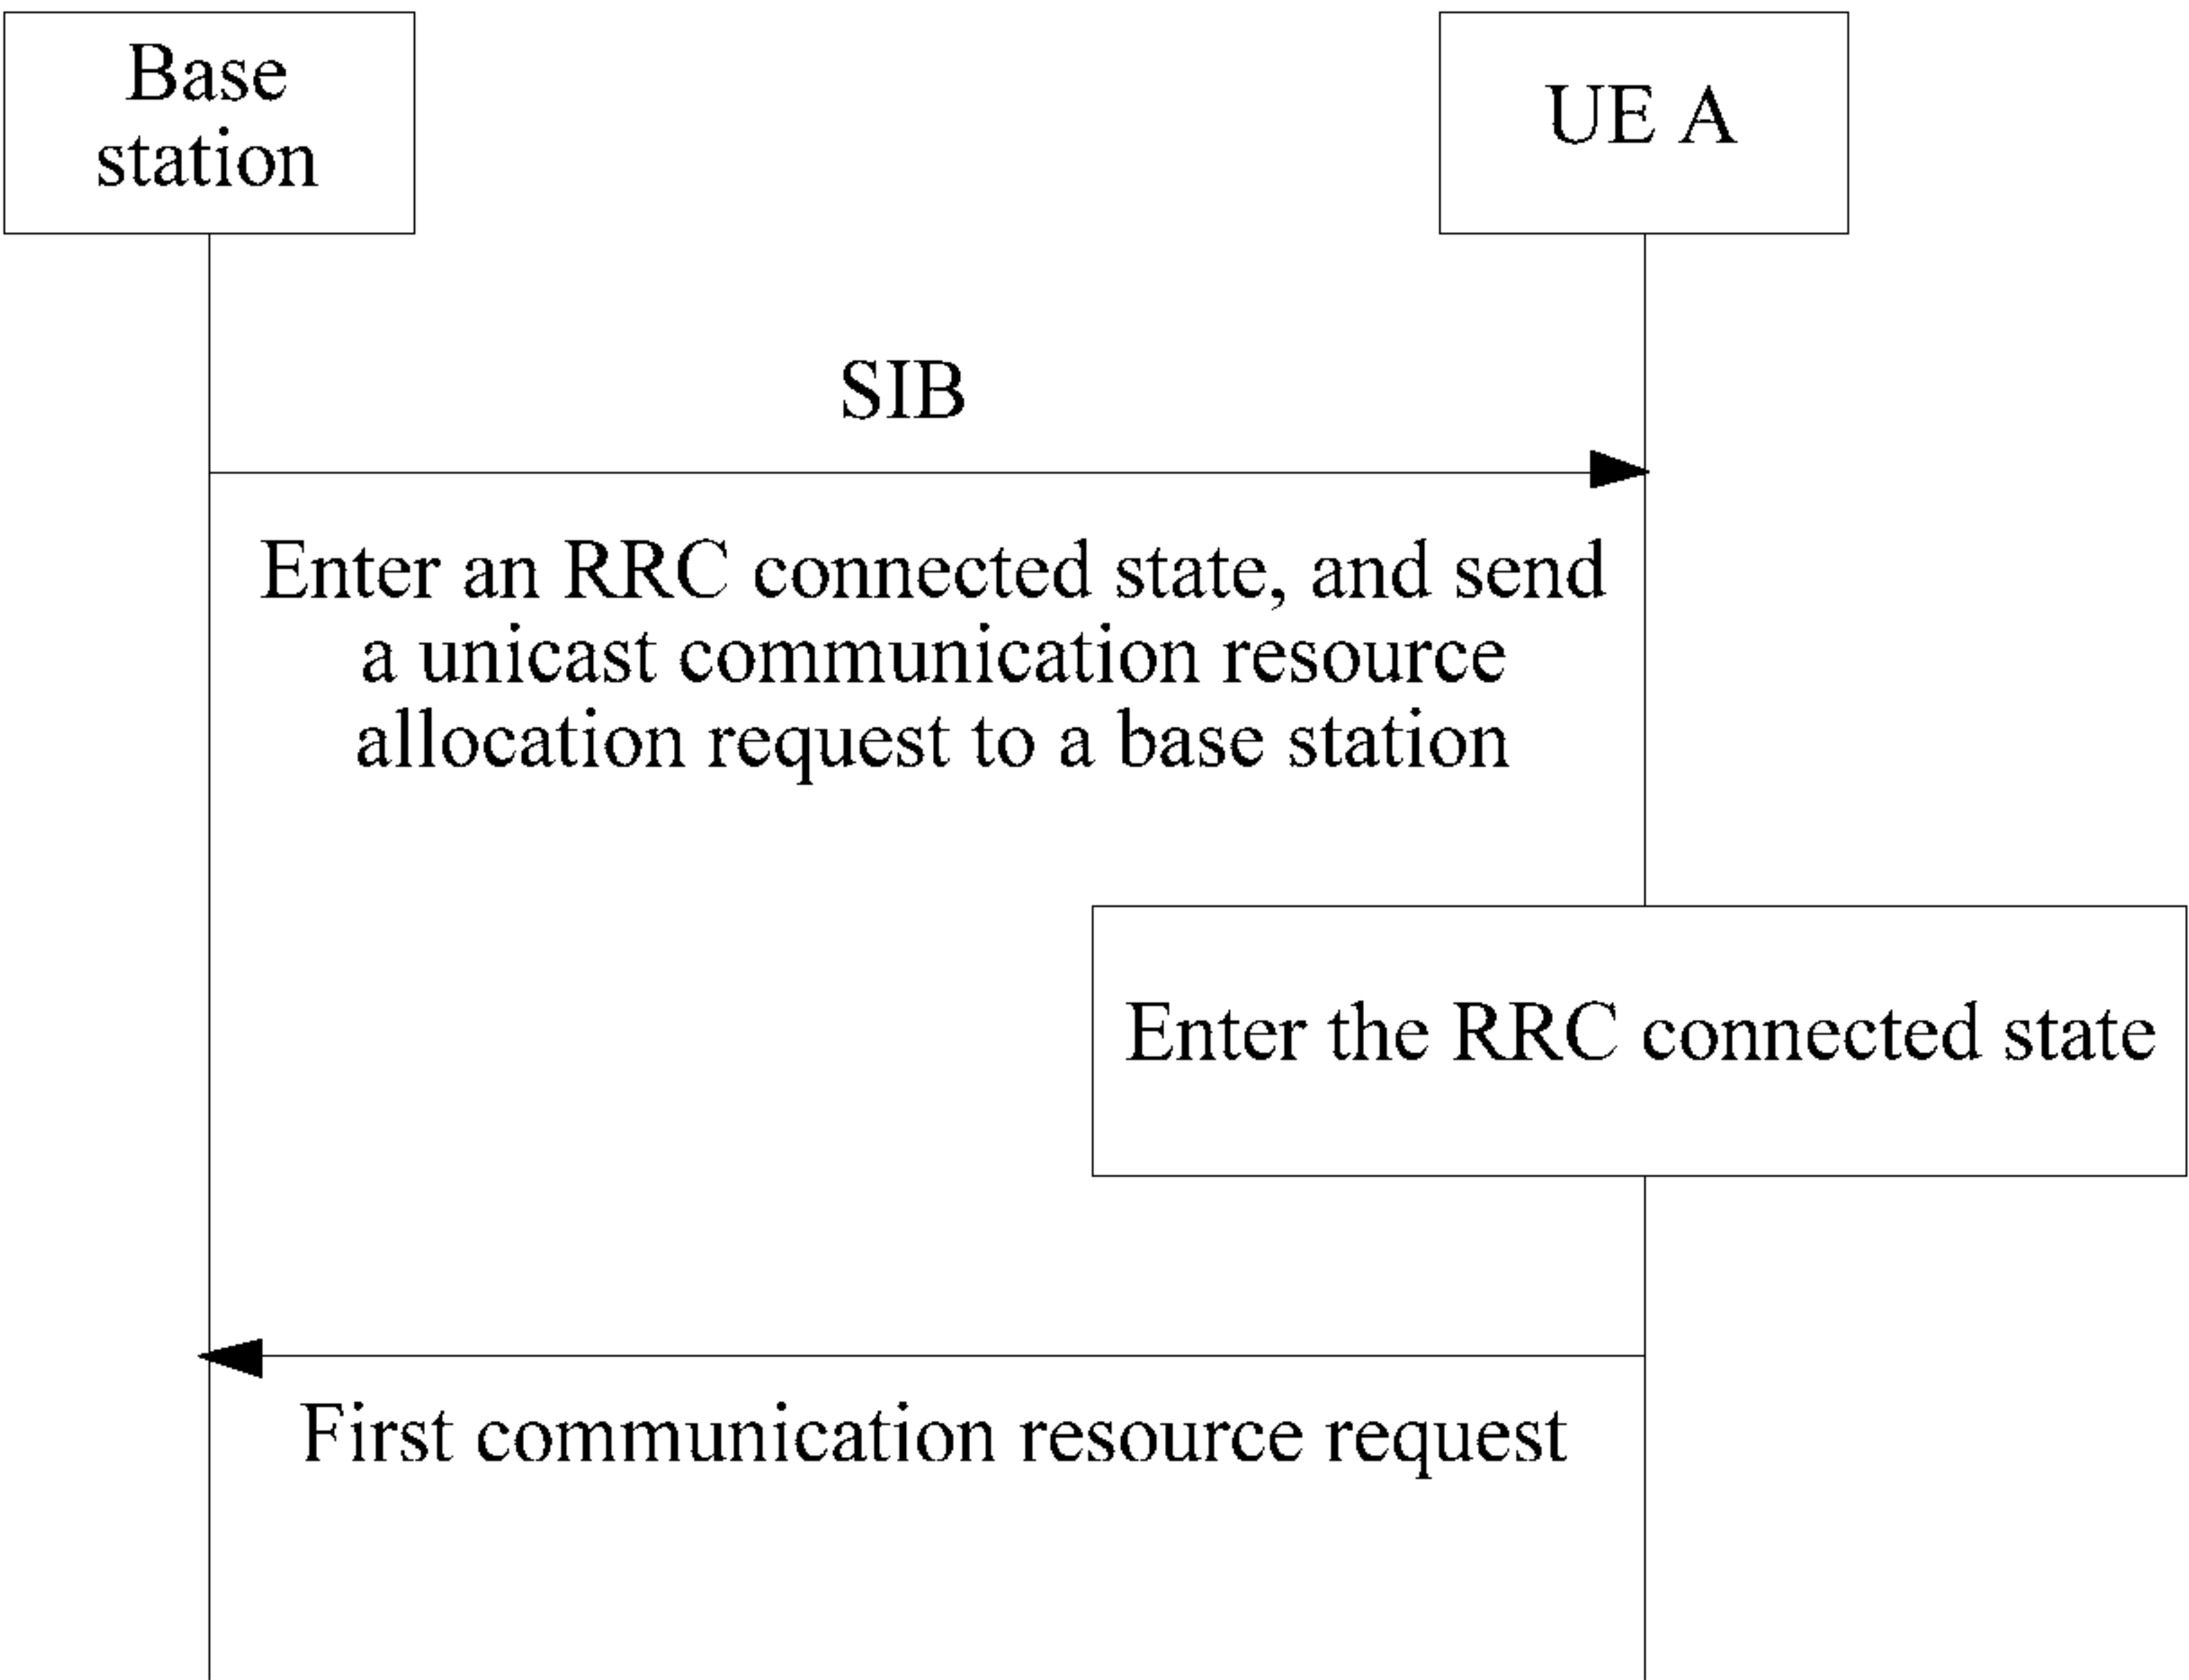 Base
station
UE A
SIB
Enter an RRC connected state, and send
a unicast communication resource
allocation request to a base station
Enter the RRC connected state
First communication resource request